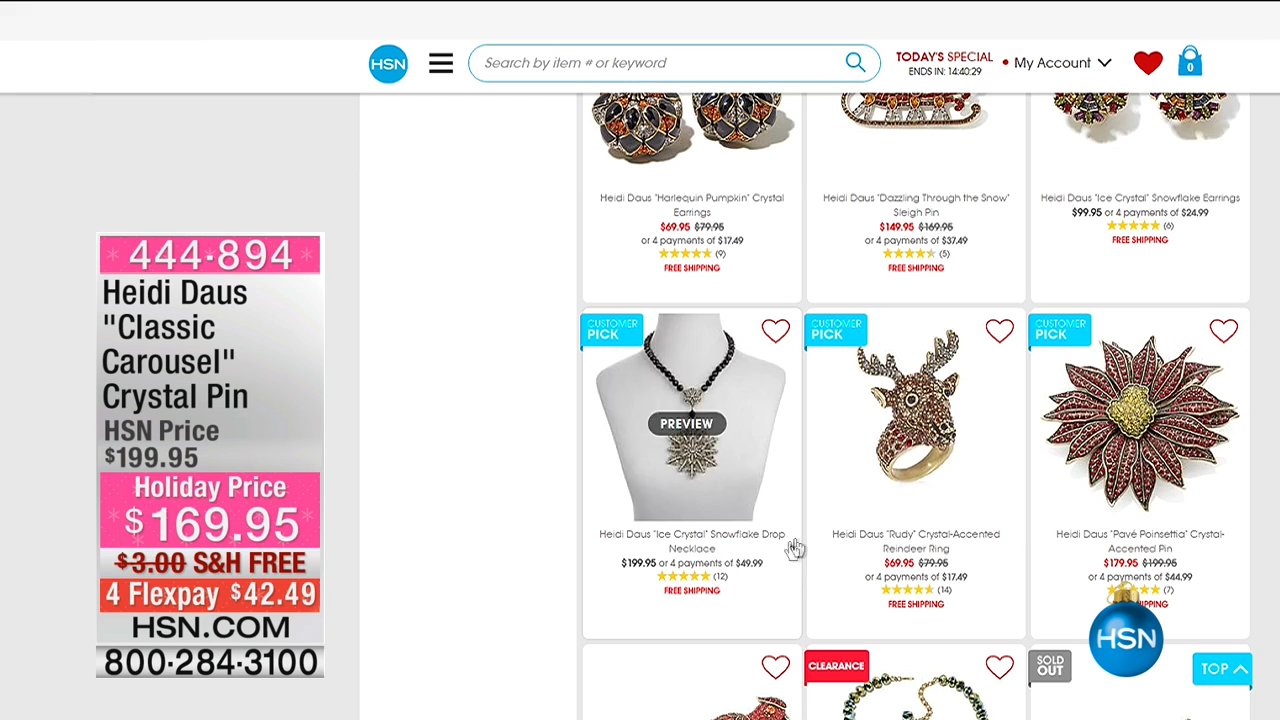 HSN
Search by item # or keyword
TODAY'S SPECIAL
ENDS IN: 14:40:29
My Account
0
Heidi Daus "Harlequin Pumpkin" Crystal
Earrings
$69.95 $79.95
or 4 payments of $17.49
(9)
FREE SHIPPING
Heidi Daus "Dazzling Through the Snow"
Sleigh Pin
$149.95 $169.95
or 4 payments of $37.49
(5)
FREE SHIPPING
Heidi Daus "Ice Crystal" Snowflake Earrings
$99.95 or 4 payments of $24.99
(6)
FREE SHIPPING
444-894
Heidi Daus
"Classic
Carousel"
Crystal Pin
HSN Price
$199.95
Holiday Price
$169.95
$3.00 S&H FREE
4 Flexpay $42.49
HSN.COM
800-284-3100
CUSTOMER
PICK
PREVIEW
Heidi Daus "Ice Crystal" Snowflake Drop
Necklace
$199.95 or 4 payments of $49.99
(12)
FREE SHIPPING
CUSTOMER
PICK
Heidi Daus "Rudy" Crystal-Accented
Reindeer Ring
$69.95 $79.95
or 4 payments of $17.49
(14)
FREE SHIPPING
CUSTOMER
PICK
Heidi Daus "Pavé Poinsettia" Crystal-
Accented Pin
$179.95 $199.95
or 4 payments of $44.99
(7)
HSN
CLEARANCE
SOLD
OUT
TOP